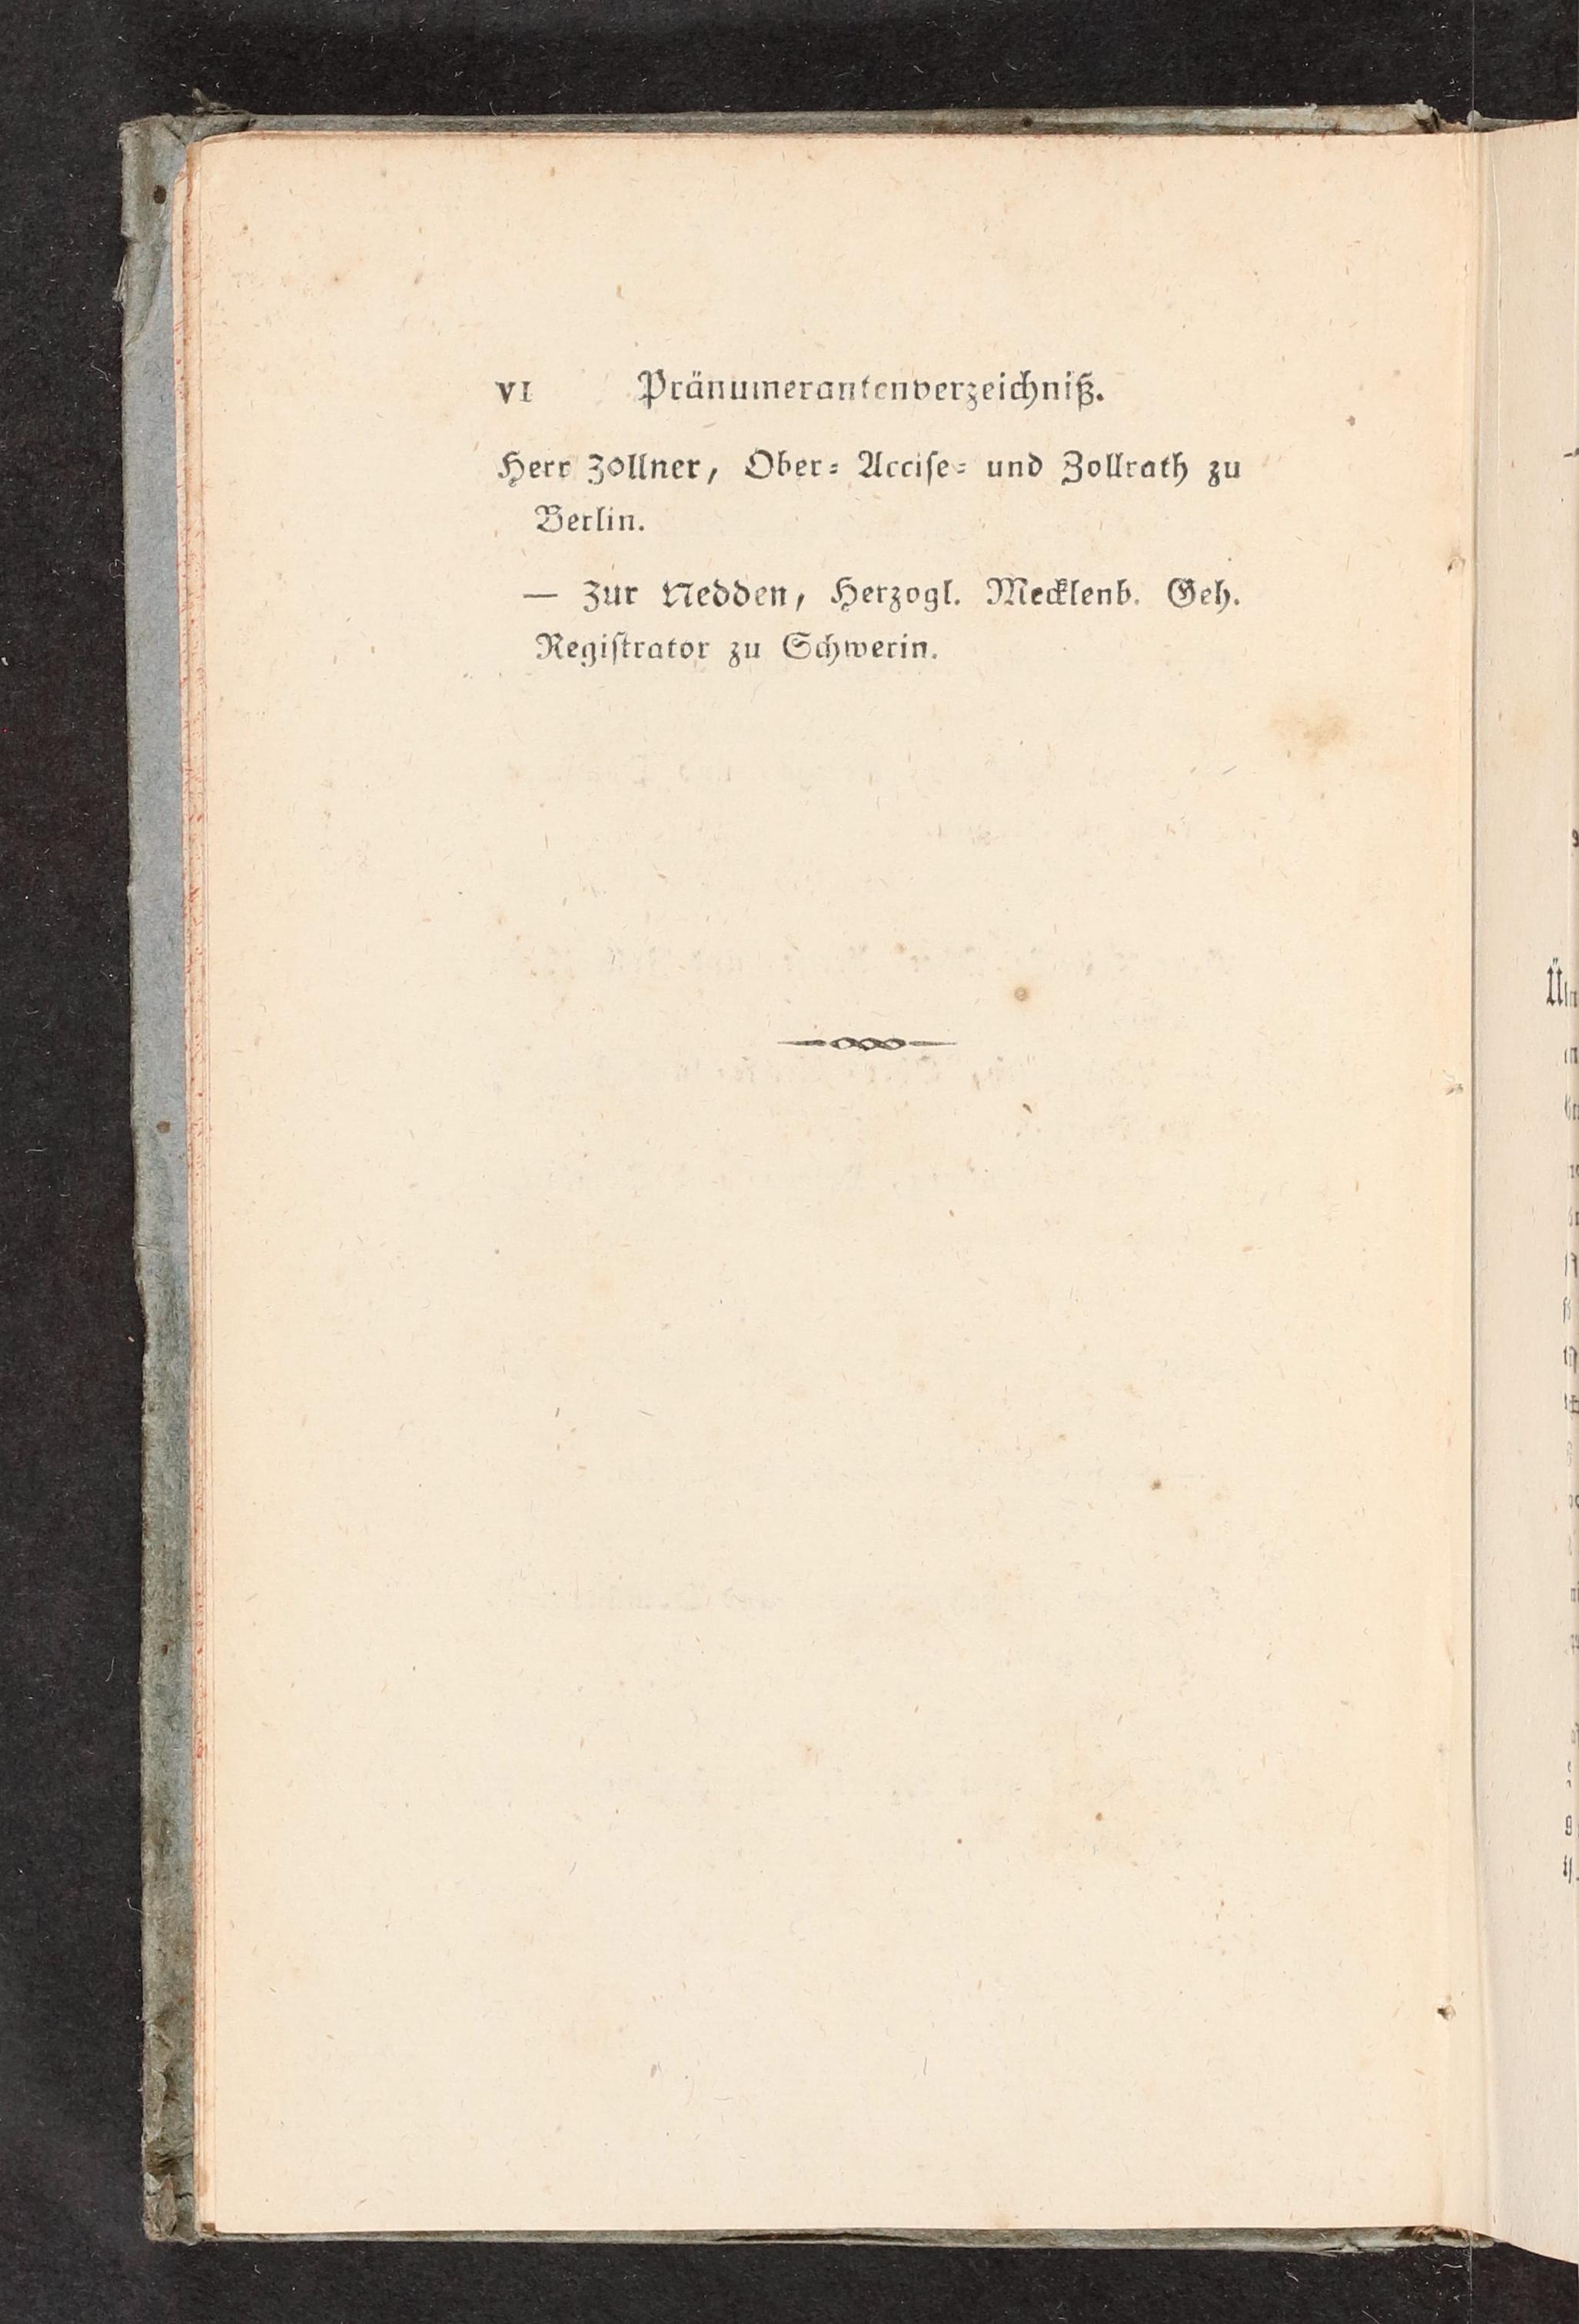 VI Pränumerantenverzeichniß.
Herr Zollner, Ober- Accise- und Zollrath zu
Berlin.
— Zur Nedden, Herzogl. Mecklenb. Geh.
Registrator zu Schwerin.